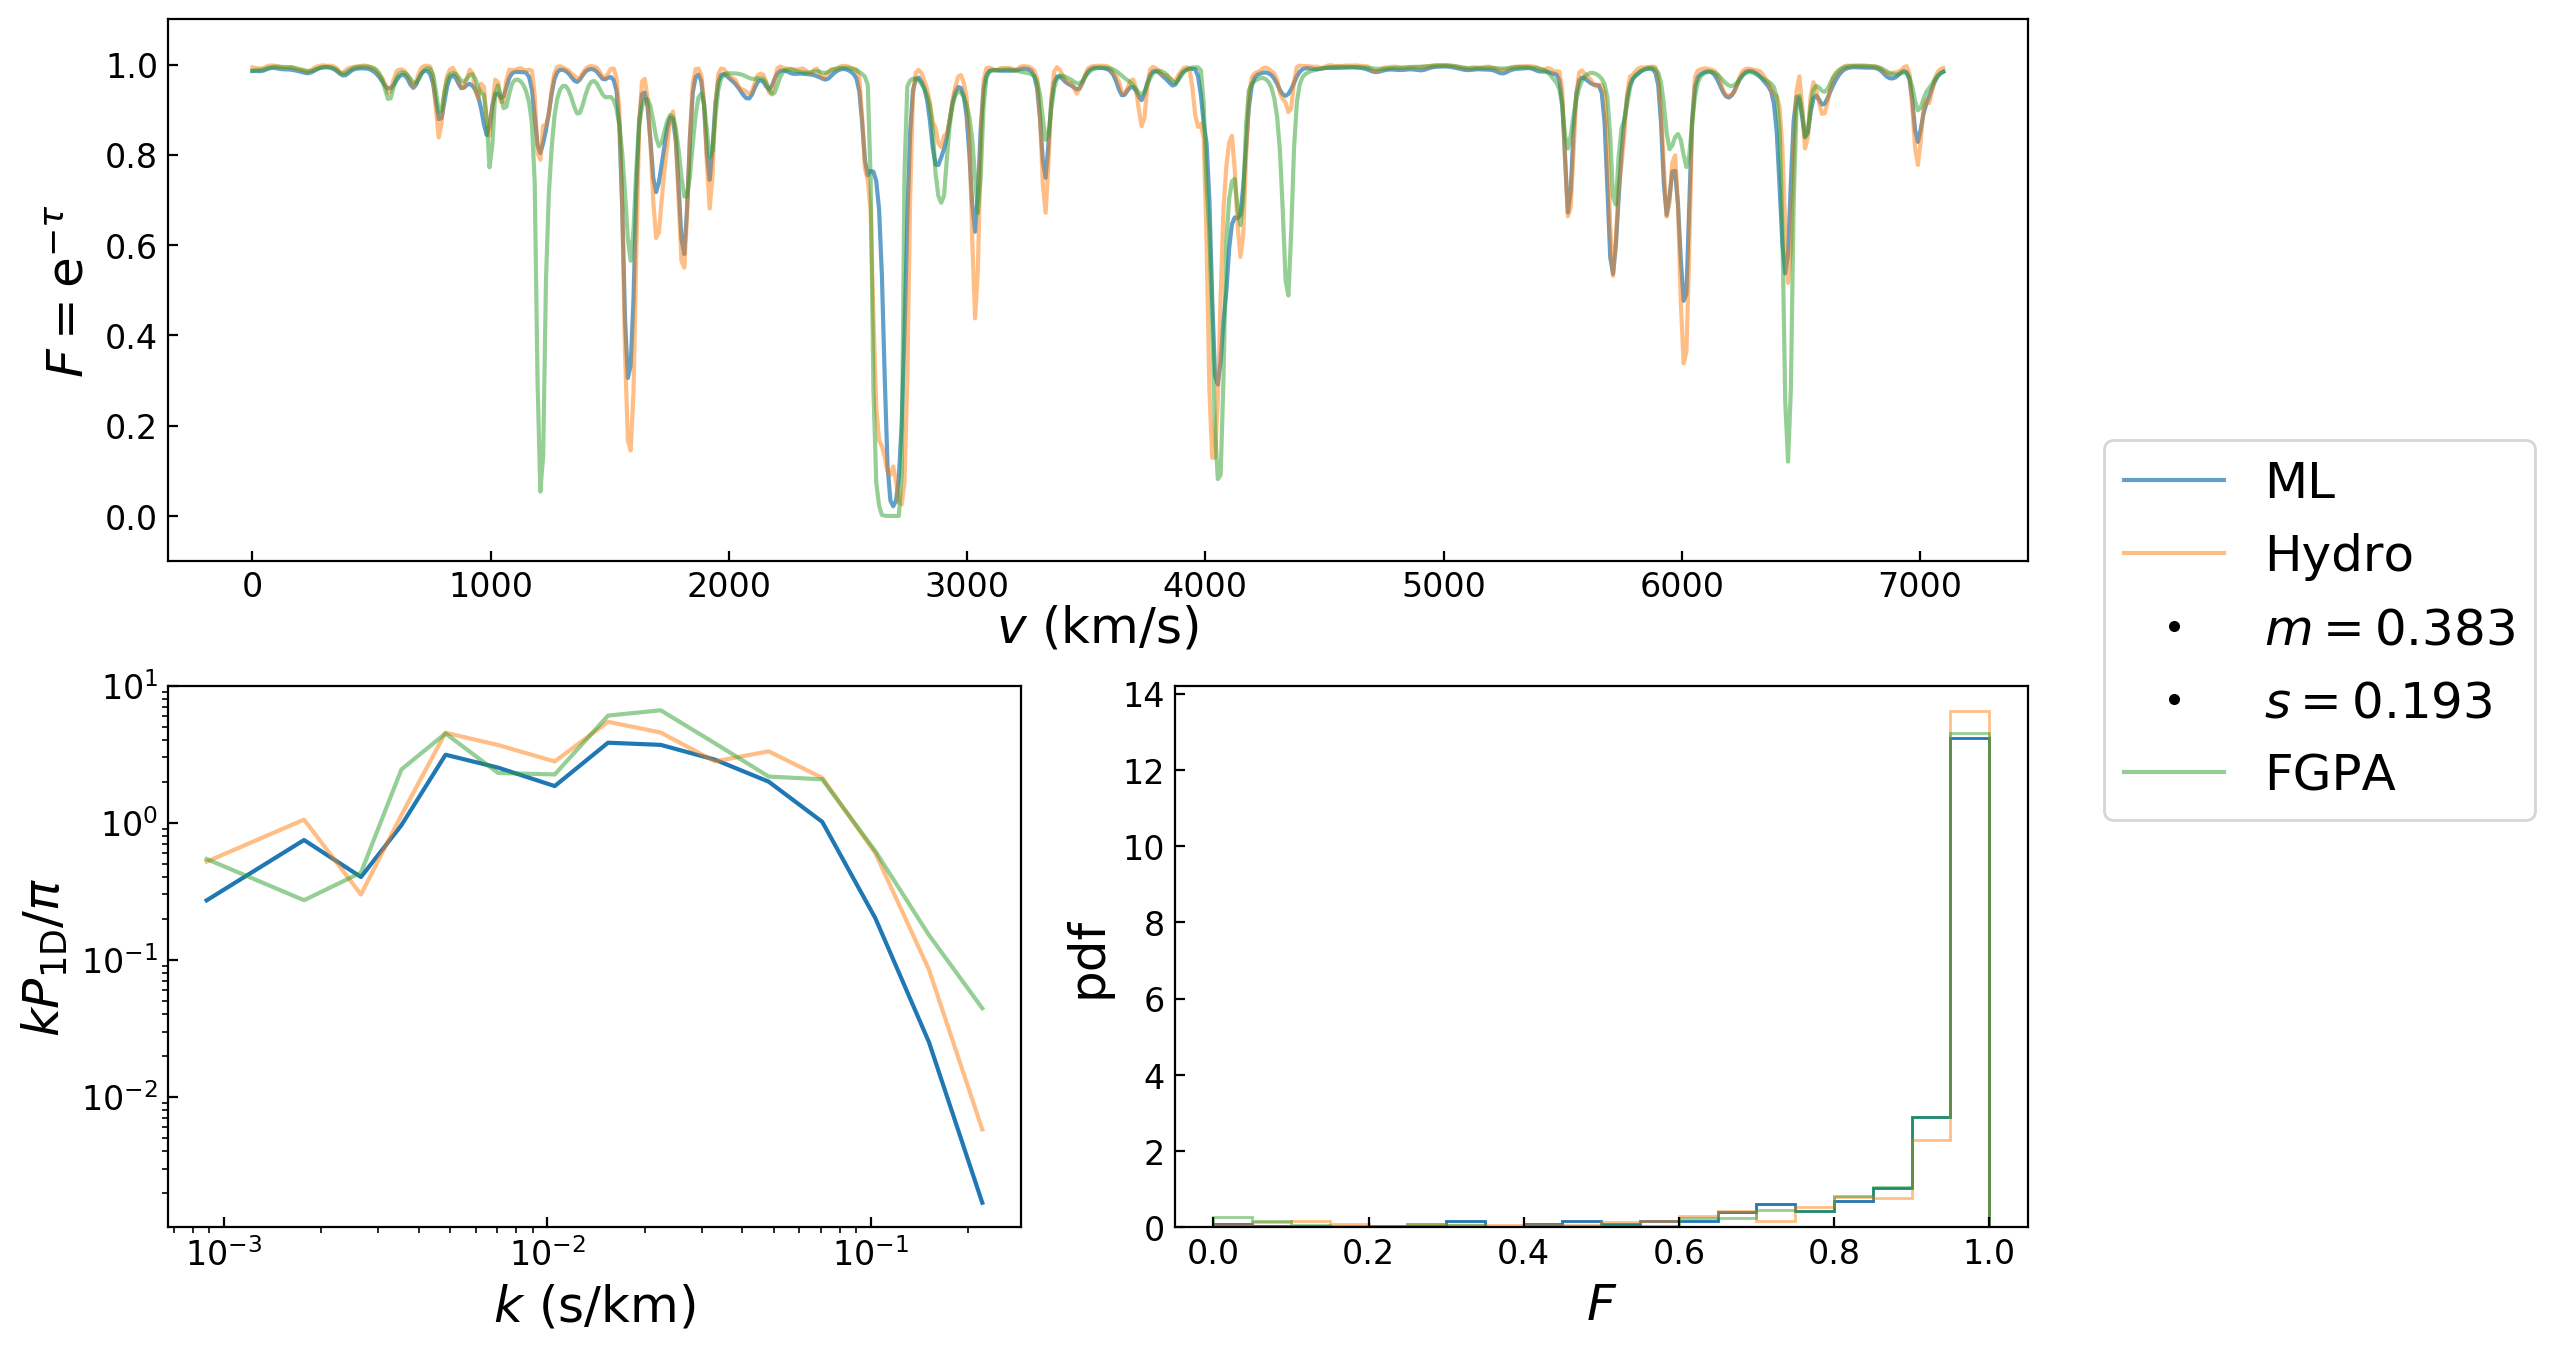 1.0
0.8
0.6
0.4
0.2
0.0
F = e^{−τ}
0 1000 2000 3000 4000 5000 6000 7000
v (km/s)
ML
Hydro
m = 0.383
s = 0.193
FGPA
10^1
10^0
10^{−1}
10^{−2}
kP_{1D}/π
10^{−3} 10^{−2} 10^{−1}
k (s/km)
14
12
10
8
6
4
2
0
pdf
0.0 0.2 0.4 0.6 0.8 1.0
F